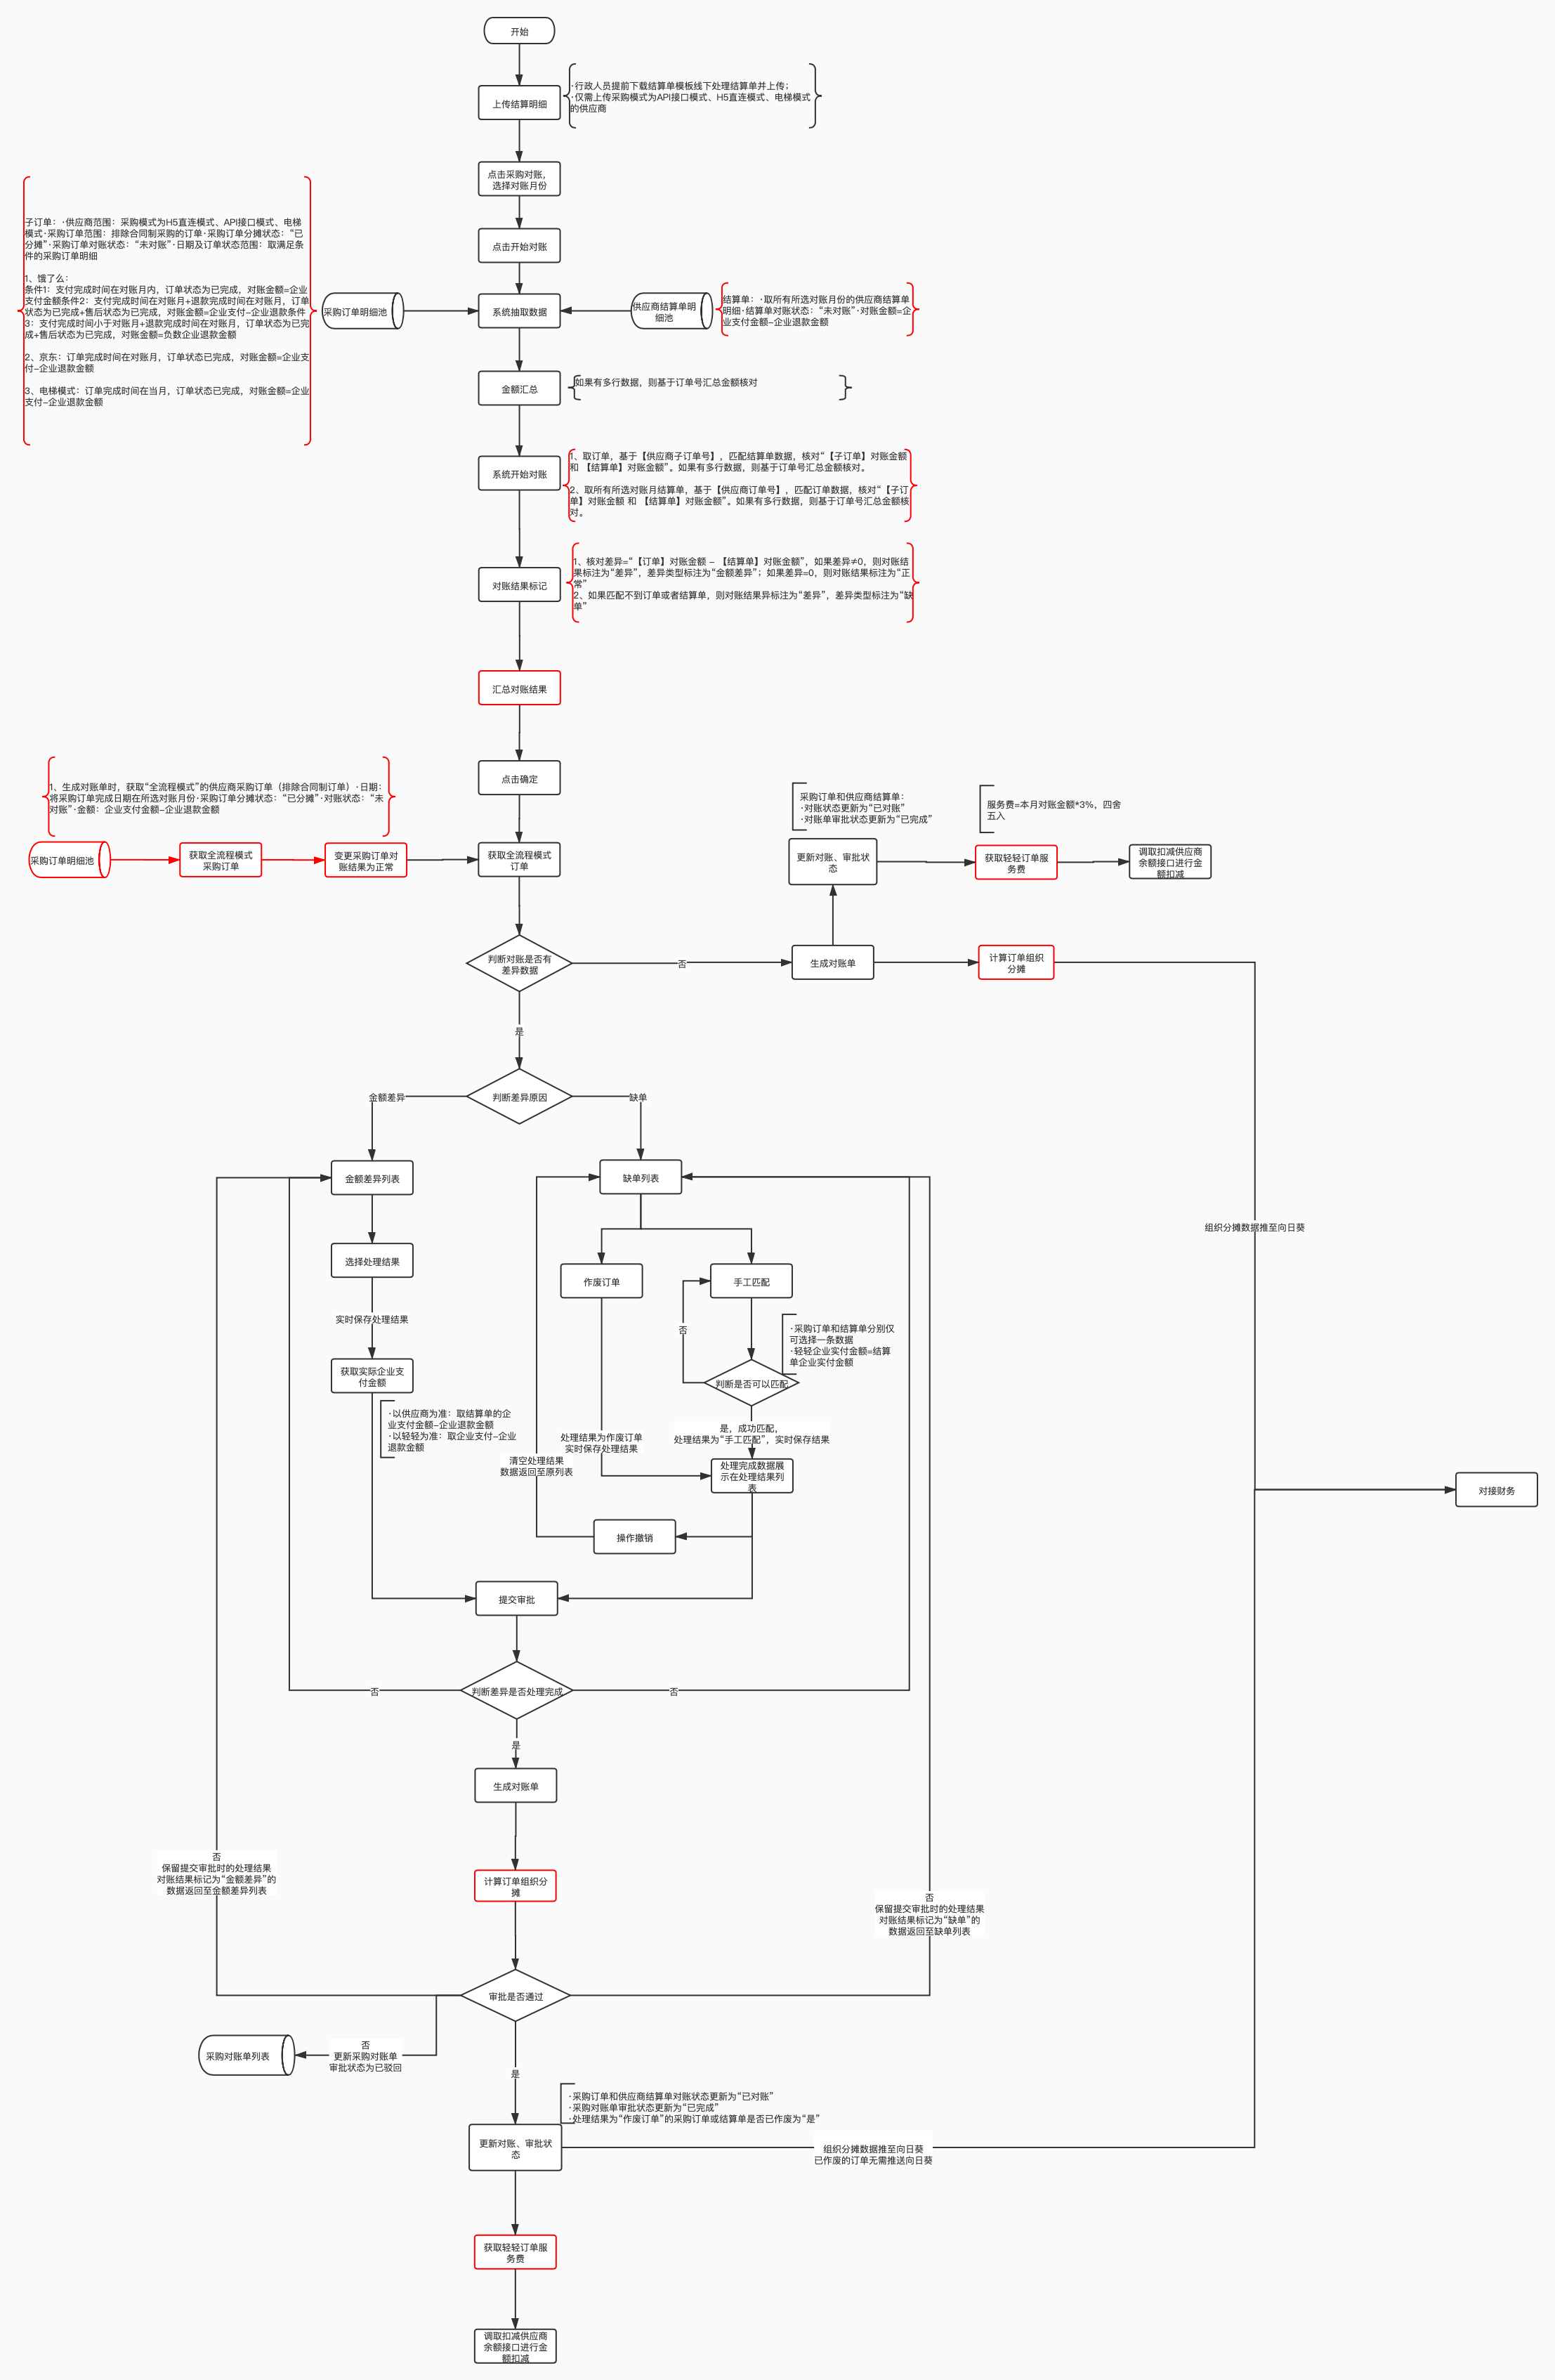 开始
上传结算明细
·行政人员提前下载结算单模板线下处理结算单并上传；
·仅需上传采购模式为API接口模式、H5直连模式、电梯模式
的供应商
点击采购对账，
选择对账月份
点击开始对账
子订单：·供应商范围：采购模式为H5直连模式、API接口模式、电梯
模式·采购订单范围：排除合同制采购的订单·采购订单分摊状态：“已
分摊”·采购订单对账状态：“未对账”·日期及订单状态范围：取满足条
件的采购订单明细
1、饿了么：
条件1：支付完成时间在对账月内，订单状态为已完成，对账金额=企业
支付金额条件2：支付完成时间在对账月+退款完成时间在对账月，订单
状态为已完成+售后状态为已完成，对账金额=企业支付-企业退款条件
3：支付完成时间小于对账月+退款完成时间在对账月，订单状态为已完
成+售后状态为已完成，对账金额=负数企业退款金额
2、京东：订单完成时间在对账月，订单状态已完成，对账金额=企业支
付-企业退款金额
3、电梯模式：订单完成时间在当月，订单状态已完成，对账金额=企业
支付-企业退款金额
采购订单明细池
系统抽取数据
供应商结算单明
细池
结算单：·取所有所选对账月份的供应商结算单
明细·结算单对账状态：“未对账”·对账金额=企
业支付金额-企业退款金额
金额汇总
如果有多行数据，则基于订单号汇总金额核对
系统开始对账
1、取订单，基于【供应商子订单号】，匹配结算单数据，核对“【子订单】对账金额
和 【结算单】对账金额”。如果有多行数据，则基于订单号汇总金额核对。
2、取所有所选对账月结算单，基于【供应商订单号】，匹配订单数据，核对“【子订
单】对账金额 和 【结算单】对账金额”。如果有多行数据，则基于订单号汇总金额核
对。
对账结果标记
1、核对差异=“【订单】对账金额 - 【结算单】对账金额”，如果差异≠0，则对账结
果标注为“差异”，差异类型标注为“金额差异”；如果差异=0，则对账结果标注为“正
常”
2、如果匹配不到订单或者结算单，则对账结果异标注为“差异”，差异类型标注为“缺
单”
汇总对账结果
点击确定
1、生成对账单时，获取“全流程模式”的供应商采购订单（排除合同制订单）·日期：
将采购订单完成日期在所选对账月份·采购订单分摊状态：“已分摊”·对账状态：“未
对账”·金额：企业支付金额-企业退款金额
采购订单明细池
获取全流程模式
采购订单
变更采购订单对
账结果为正常
获取全流程模式
订单
采购订单和供应商结算单：
·对账状态更新为“已对账”
·对账单审批状态更新为“已完成”
服务费=本月对账金额*3%，四舍
五入
更新对账、审批状
态
获取轻轻订单服
务费
调取扣减供应商
余额接口进行金
额扣减
判断对账是否有
差异数据
否
生成对账单
计算订单组织
分摊
是
判断差异原因
金额差异
缺单
金额差异列表
缺单列表
组织分摊数据推至向日葵
选择处理结果
作废订单
手工匹配
实时保存处理结果
否
·采购订单和结算单分别仅
可选择一条数据
·轻轻企业实付金额=结算
单企业实付金额
获取实际企业支
付金额
判断是否可以匹配
·以供应商为准：取结算单的企
业支付金额-企业退款金额
·以轻轻为准：取企业支付-企业
退款金额
处理结果为作废订单
实时保存处理结果
是，成功匹配，
处理结果为“手工匹配”，实时保存结果
清空处理结果
数据返回至原列表
处理完成数据展
示在处理结果列
表
对接财务
操作撤销
提交审批
否
判断差异是否处理完成
否
是
生成对账单
否
保留提交审批时的处理结果
对账结果标记为“金额差异”的
数据返回至金额差异列表
计算订单组织分
摊
否
保留提交审批时的处理结果
对账结果标记为“缺单”的
数据返回至缺单列表
审批是否通过
采购对账单列表
否
更新采购对账单
审批状态为已驳回
是
·采购订单和供应商结算单对账状态更新为“已对账”
·采购对账单审批状态更新为“已完成”
·处理结果为“作废订单”的采购订单或结算单是否已作废为“是”
更新对账、审批状
态
组织分摊数据推至向日葵
已作废的订单无需推送向日葵
获取轻轻订单服
务费
调取扣减供应商
余额接口进行金
额扣减